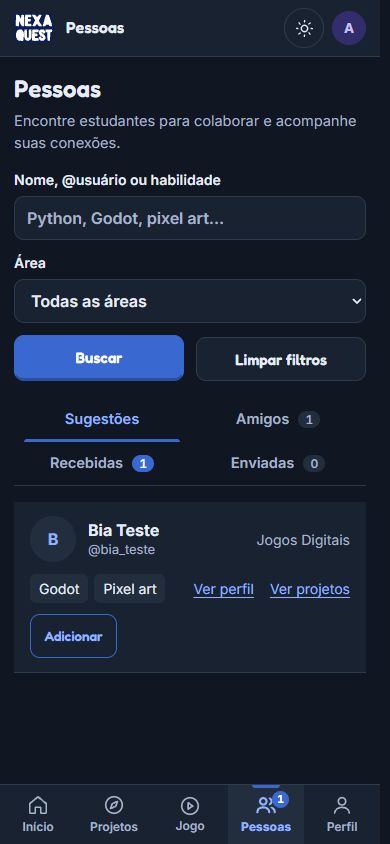 NEXA QUEST Pessoas A
Pessoas
Encontre estudantes para colaborar e acompanhe
suas conexões.
Nome, @usuário ou habilidade
Python, Godot, pixel art...
Área
Todas as áreas
Buscar Limpar filtros
Sugestões Amigos 1
Recebidas 1 Enviadas 0
B Bia Teste Jogos Digitais
@bia_teste
Godot Pixel art Ver perfil Ver projetos
Adicionar
1
Início Projetos Jogo Pessoas Perfil